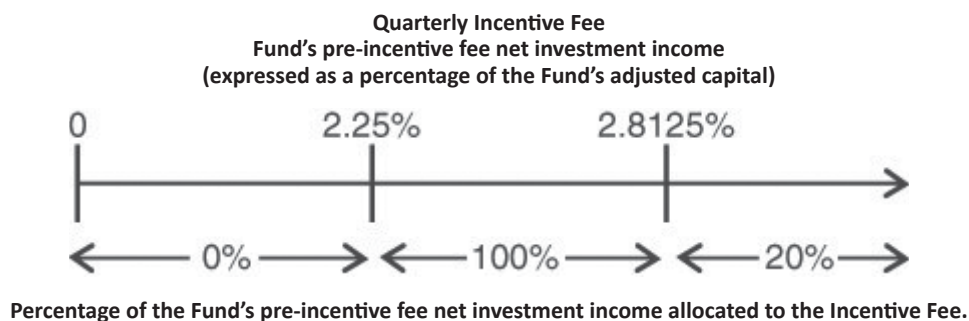 Quarterly Incentive Fee
Fund’s pre-incentive fee net investment income
(expressed as a percentage of the Fund’s adjusted capital)
0 2.25% 2.8125%
0% 100% 20%
Percentage of the Fund’s pre-incentive fee net investment income allocated to the Incentive Fee.